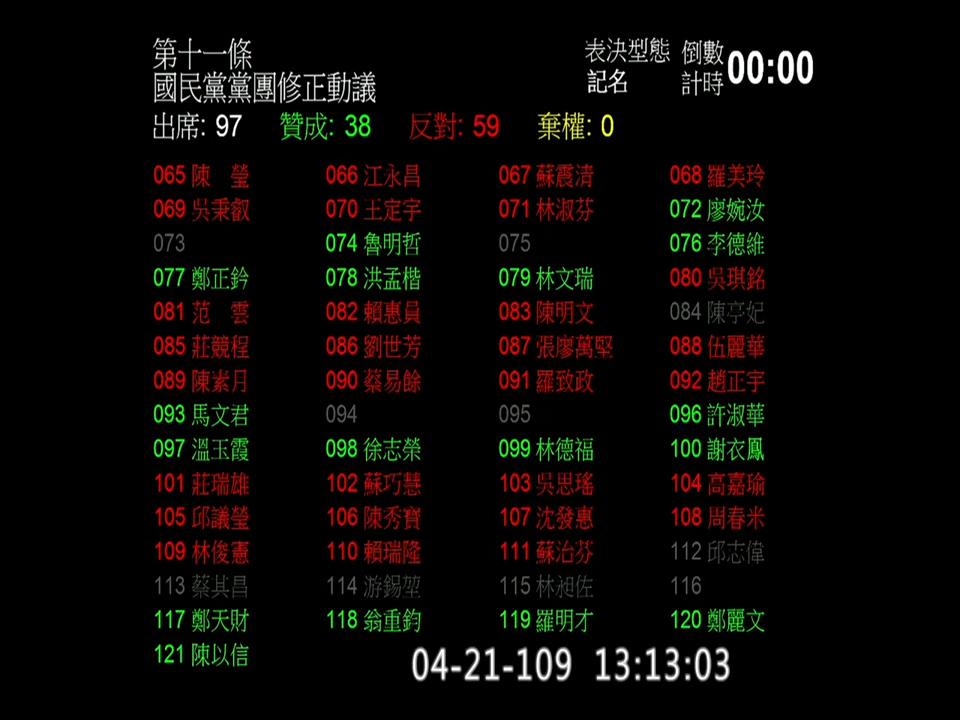 第十一條
國民黨黨團修正動議
表決型態 倒數 00:00
記名 計時
出席: 97 贊成: 38 反對: 59 棄權: 0
065 陳 瑩 066 江永昌 067 蘇震清 068 羅美玲
069 吳秉叡 070 王定宇 071 林淑芬 072 廖婉汝
073 074 魯明哲 075 076 李德維
077 鄭正鈐 078 洪孟楷 079 林文瑞 080 吳琪銘
081 范 雲 082 賴惠員 083 陳明文 084 陳亭妃
085 莊競程 086 劉世芳 087 張廖萬堅 088 伍麗華
089 陳素月 090 蔡易餘 091 羅致政 092 趙正宇
093 馬文君 094 095 096 許淑華
097 溫玉霞 098 徐志榮 099 林德福 100 謝衣鳳
101 莊瑞雄 102 蘇巧慧 103 吳思瑤 104 高嘉瑜
105 邱議瑩 106 陳秀寶 107 沈發惠 108 周春米
109 林俊憲 110 賴瑞隆 111 蘇治芬 112 邱志偉
113 蔡其昌 114 游錫堃 115 林昶佐 116
117 鄭天財 118 翁重鈞 119 羅明才 120 鄭麗文
121 陳以信
04-21-109 13:13:03